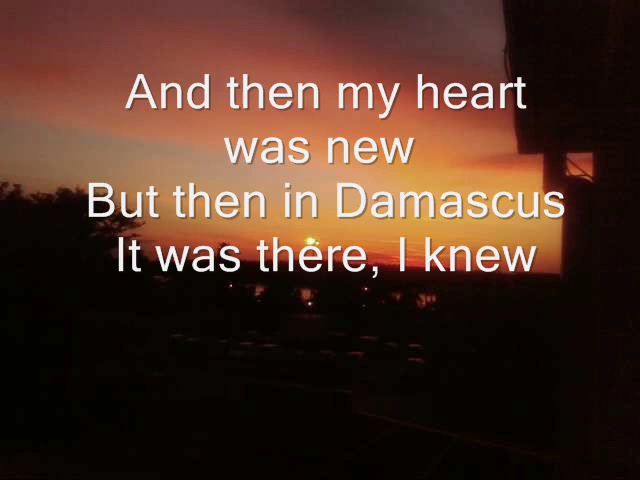 And then my heart
was new
But then in Damascus
It was there, I knew